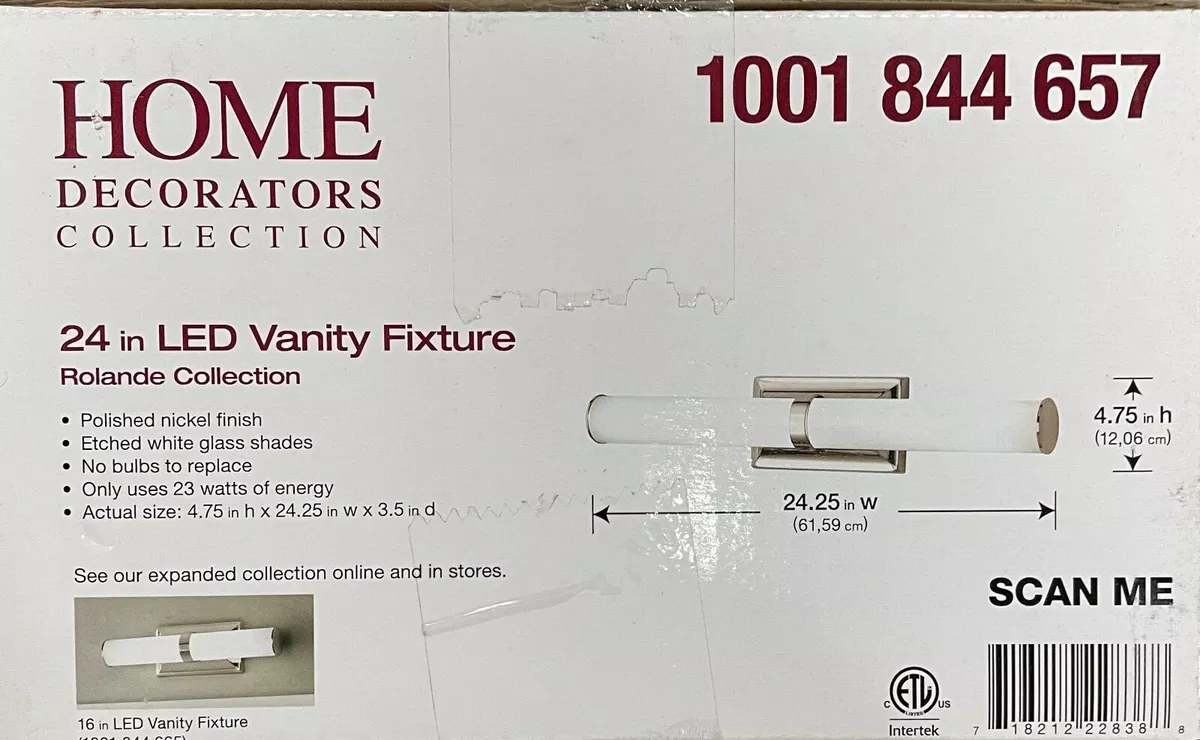 HOME
DECORATORS
COLLECTION
1001 844 657
24 in LED Vanity Fixture
Rolande Collection
• Polished nickel finish
• Etched white glass shades
• No bulbs to replace
• Only uses 23 watts of energy
• Actual size: 4.75 in h x 24.25 in w x 3.5 in d
4.75 in h
(12,06 cm)
24.25 in w
(61,59 cm)
See our expanded collection online and in stores.
16 in LED Vanity Fixture
SCAN ME
C ETL US
LISTED
Intertek
7 18212 22838 8